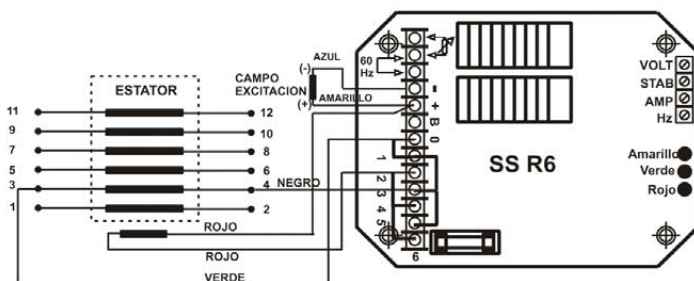 AZUL
(-)
CAMPO
EXCITACION
AMARILLO
(+)
60
Hz
-
+
B
0
1
2
3
4
5
6
VOLT
STAB
AMP
Hz
SS R6
Amarillo
Verde
Rojo
ESTATOR
11 12
9 10
7 8
5 6
3 4 NEGRO
1 2
ROJO
ROJO
VERDE